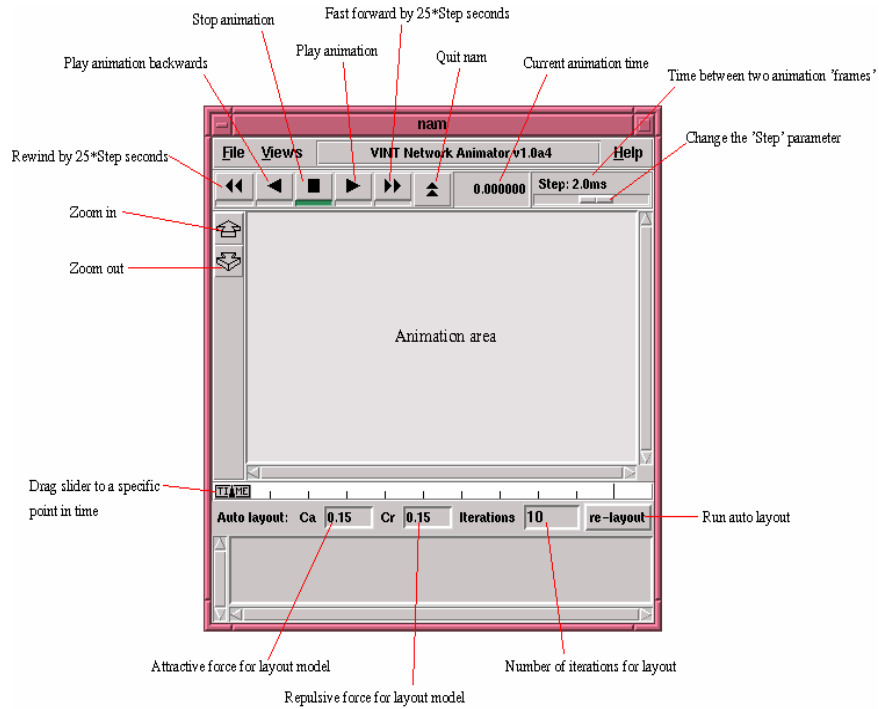 Fast forward by 25*Step seconds
Stop animation
Play animation
Quit nam
Play animation backwards
Current animation time
Time between two animation 'frames'
Change the 'Step' parameter
nam
Rewind by 25*Step seconds
File Views VINT Network Animator v1.0a4 Help
0.000000 Step: 2.0ms
Zoom in
Zoom out
Animation area
Drag slider to a specific
point in time
TIME
Auto layout: Ca 0.15 Cr 0.15 Iterations 10 re-layout
Run auto layout
Attractive force for layout model
Number of iterations for layout
Repulsive force for layout model